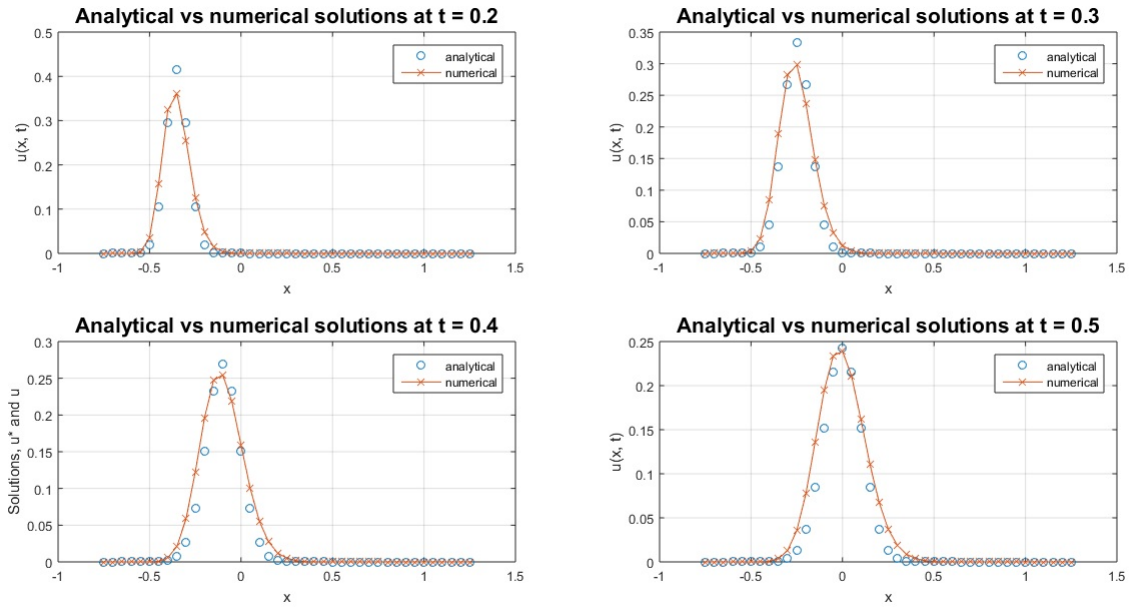 Analytical vs numerical solutions at t = 0.2
0.5
0.4
0.3
0.2
0.1
0
u(x, t)
analytical
numerical
-1
-0.5
0
0.5
1
1.5
x
Analytical vs numerical solutions at t = 0.3
0.35
0.3
0.25
0.2
0.15
0.1
0.05
0
u(x, t)
analytical
numerical
-1
-0.5
0
0.5
1
1.5
x
Analytical vs numerical solutions at t = 0.4
0.3
0.25
0.2
0.15
0.1
0.05
0
Solutions, u* and u
analytical
numerical
-1
-0.5
0
0.5
1
1.5
x
Analytical vs numerical solutions at t = 0.5
0.25
0.2
0.15
0.1
0.05
0
u(x, t)
analytical
numerical
-1
-0.5
0
0.5
1
1.5
x